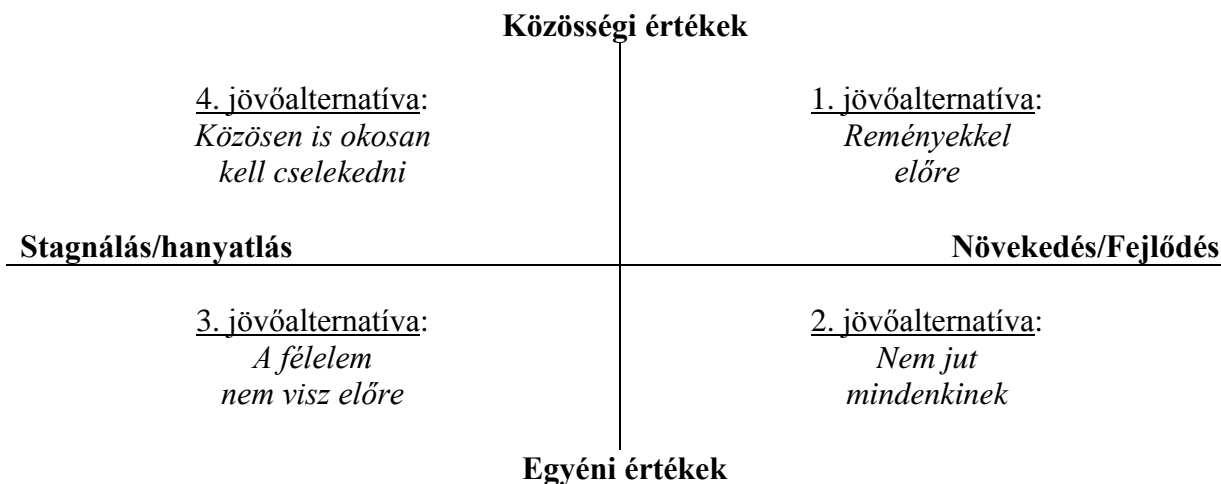 Közösségi értékek
4. jövőalternatíva:
Közösen is okosan
kell cselekedni
1. jövőalternatíva:
Reményekkel
előre
Stagnálás/hanyatlás
Növekedés/Fejlődés
3. jövőalternatíva:
A félelem
nem visz előre
2. jövőalternatíva:
Nem jut
mindenkinek
Egyéni értékek